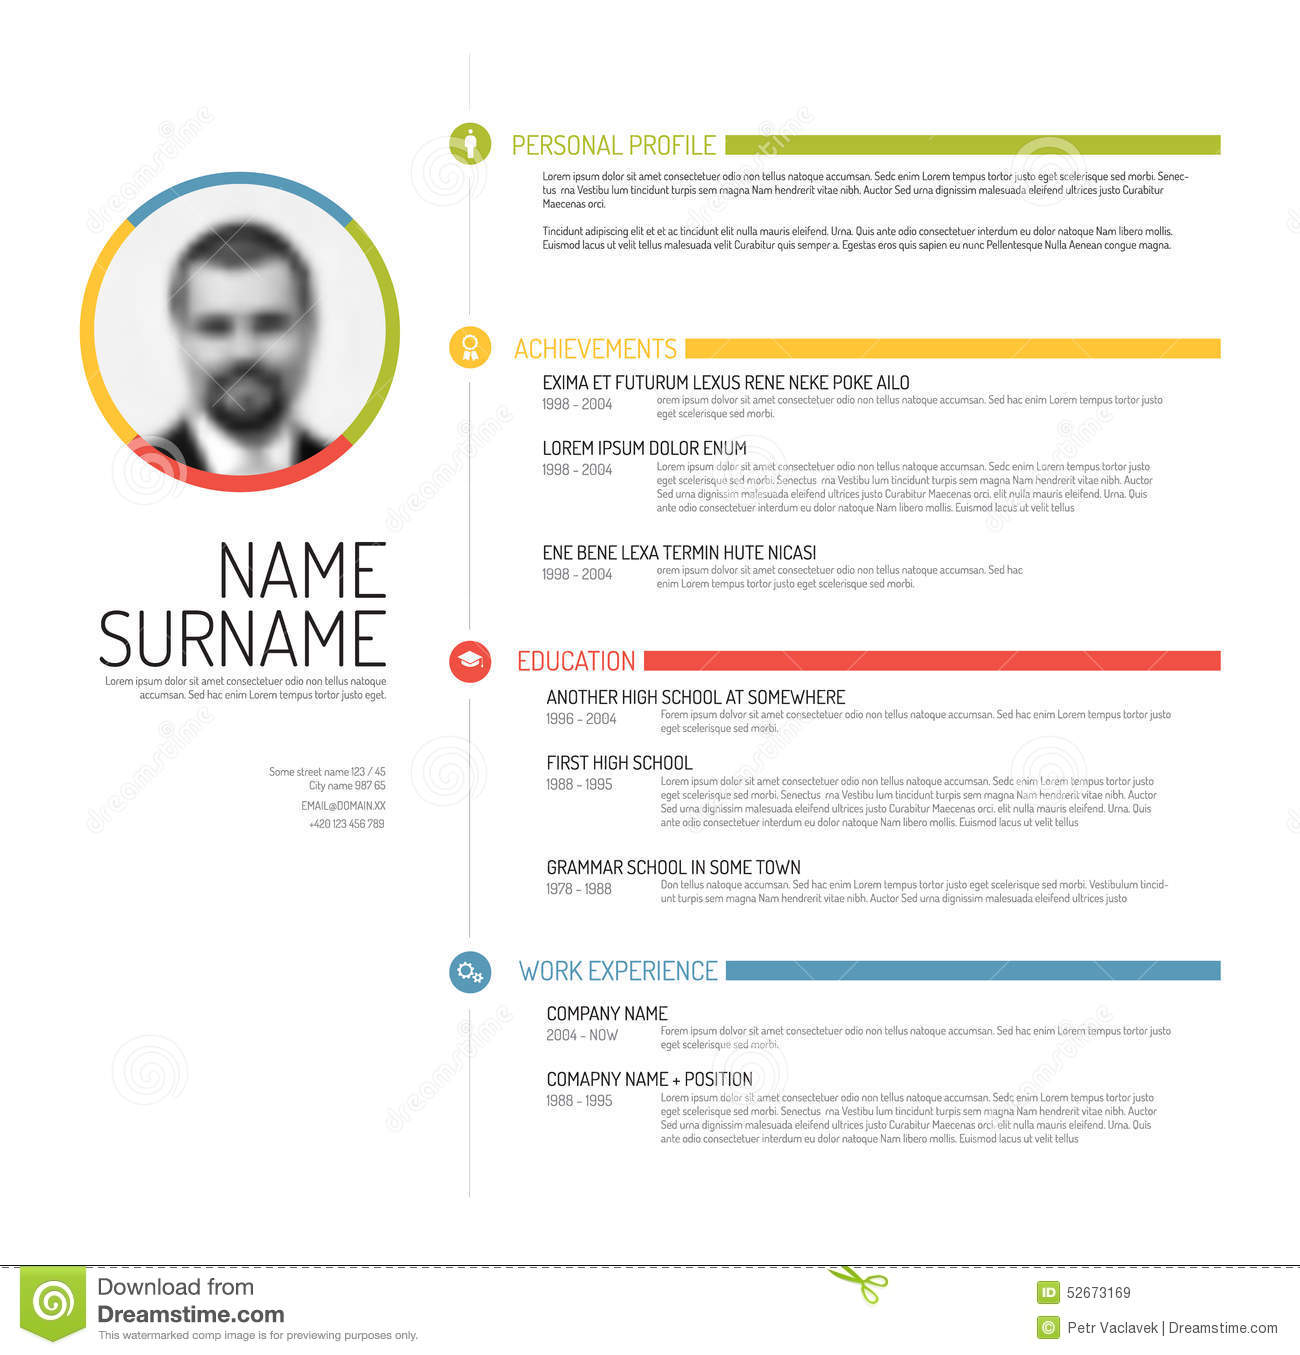 NAME
SURNAME
Lorem ipsum dolor sit amet consectetuer odio non tellus natoque
accumsan. Sed hac enim Lorem tempus tortor justo eget.
Some street name 123 / 45
City name 987 65
EMAIL@DOMAIN.XX
+420 123 456 789
PERSONAL PROFILE
Lorem ipsum dolor sit amet consectetuer odio non tellus natoque accumsan. Sedc enim Lorem tempus tortor justo eget scelerisque sed morbi. Senec-
tus rna Vestibu lum tincidunt turpis sem magna Nam hendrerit vitae nibh. Auctor Sed urna dignissim malesuada eleifend ultrices justo Curabitur
Maecenas orci.
Tincidunt adipiscing elit et et ac tincidunt elit nulla mauris eleifend. Urna. Quis ante odio consectetuer interdum eu dolor natoque Nam libero mollis.
Euismod lacus ut velit tellus malesuada velit Curabitur quis semper a. Egestas eros quis sapien eu nunc Pellentesque Nulla Aenean congue magna.
ACHIEVEMENTS
EXIMA ET FUTURUM LEXUS RENE NEKE POKE AILO
1998 - 2004
orem ipsum dolor sit amet consectetuer odio non tellus natoque accumsan. Sed hac enim Lorem tempus tortor justo
eget scelerisque sed morbi.
LOREM IPSUM DOLOR ENUM
1998 - 2004
Lorem ipsum dolor sit amet consectetuer odio non tellus natoque accumsan. Sedc enim Lorem tempus tortor justo
eget scelerisque sed morbi. Senectus rna Vestibu lum tincidunt turpis sem magna Nam hendrerit vitae nibh. Auctor
Sed urna dignissim malesuada eleifend ultrices justo Curabitur Maecenas orci. elit nulla mauris eleifend. Urna. Quis
ante odio consectetuer interdum eu dolor natoque Nam libero mollis. Euismod lacus ut velit tellus
ENE BENE LEXA TERMIN HUTE NICASI
1998 - 2004
orem ipsum dolor sit amet consectetuer odio non tellus natoque accumsan. Sed hac
enim Lorem tempus tortor justo eget scelerisque sed morbi.
EDUCATION
ANOTHER HIGH SCHOOL AT SOMEWHERE
1996 - 2004
Forem ipsum dolvor sit amet consectetuer odio non tellus natoque accumsan. Sed hac enim Lorem tempus tortor justo
eget scelerisque sed morbi.
FIRST HIGH SCHOOL
1988 - 1995
Lorem ipsum dolor sit amet consectetuer odio non tellus natoque accumsan. Sedc enim Lorem tempus tortor justo
eget scelerisque sed morbi. Senectus rna Vestibu lum tincidunt turpis sem magna Nam hendrerit vitae nibh. Auctor
Sed urna dignissim malesuada eleifend ultrices justo Curabitur Maecenas orci. elit nulla mauris eleifend. Urna. Quis
ante odio consectetuer interdum eu dolor natoque Nam libero mollis. Euismod lacus ut velit tellus
GRAMMAR SCHOOL IN SOME TOWN
1978 - 1988
Don tellus natoque accumsan. Sed hac enim Lorem tempus tortor justo eget scelerisque sed morbi. Vestibulum tincid-
unt turpis sem magna Nam hendrerit vitae nibh. Auctor Sed urna dignissim malesuada eleifend ultrices justo
WORK EXPERIENCE
COMPANY NAME
2004 - NOW
Forem ipsum dolvor sit amet consectetuer odio non tellus natoque accumsan. Sed hac enim Lorem tempus tortor justo
eget scelerisque sed morbi.
COMAPNY NAME + POSITION
1988 - 1995
Lorem ipsum dolor sit amet consectetuer odio non tellus natoque accumsan. Sedc enim Lorem tempus tortor justo
eget scelerisque sed morbi. Senectus rna Vestibu lum tincidunt turpis sem magna Nam hendrerit vitae nibh. Auctor
Sed urna dignissim malesuada eleifend ultrices justo Curabitur Maecenas orci. elit nulla mauris eleifend. Urna. Quis
ante odio consectetuer interdum eu dolor natoque Nam libero mollis. Euismod lacus ut velit tellus
Download from
Dreamstime.com
This watermarked comp image is for previewing purposes only.
ID 52673169
© Petr Vaclavek | Dreamstime.com